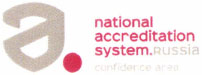 national
accreditation
system.Russia
confidence area